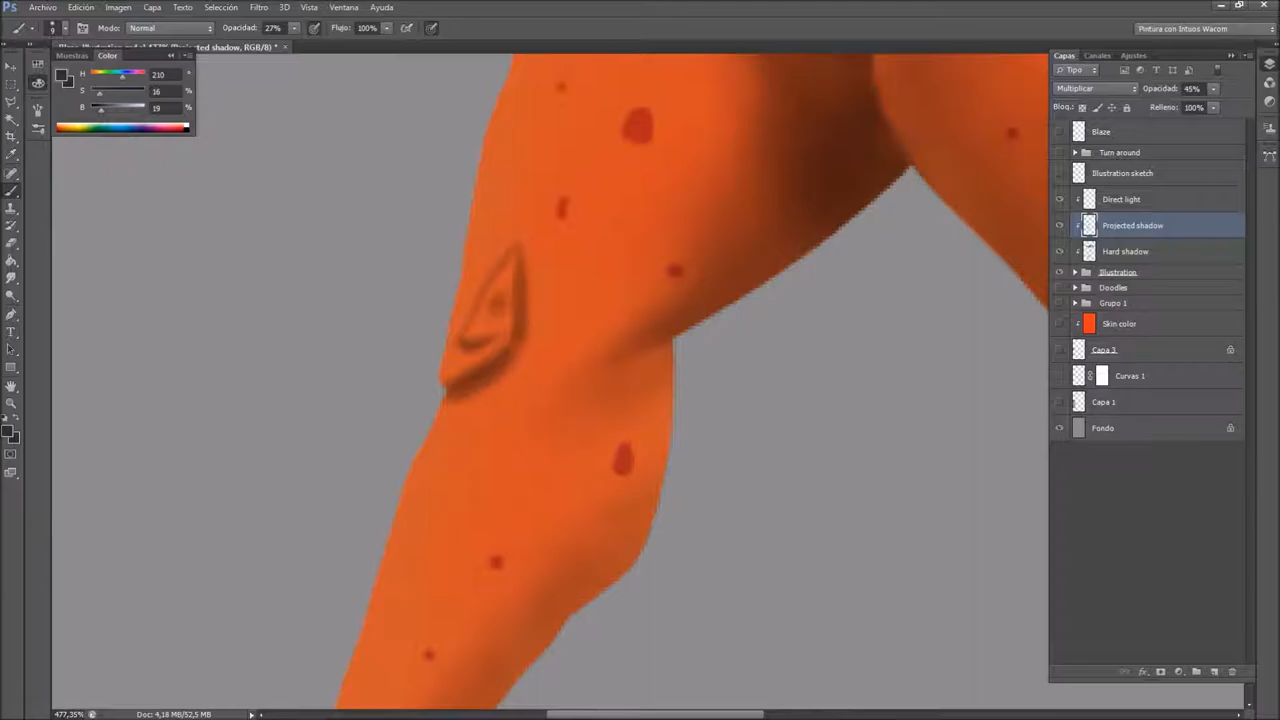 Ps Archivo Edición Imagen Capa Texto Selección Filtro 3D Vista Ventana Ayuda
9 Modo: Normal Opacidad: 27% Flujo: 100% Pintura con Intuos Wacom
Muestras Color
H 210 °
S 16 %
B 19 %
Capas Canales Ajustes
Tipo
Multiplicar Opacidad: 45%
Bloq.: Relleno: 100%
Blaze
Turn around
Illustration sketch
Direct light
Projected shadow
Hard shadow
Illustration
Doodles
Grupo 1
Skin color
Capa 3
Curvas 1
Capa 1
Fondo
477,35% Doc: 4,18 MB/52,5 MB